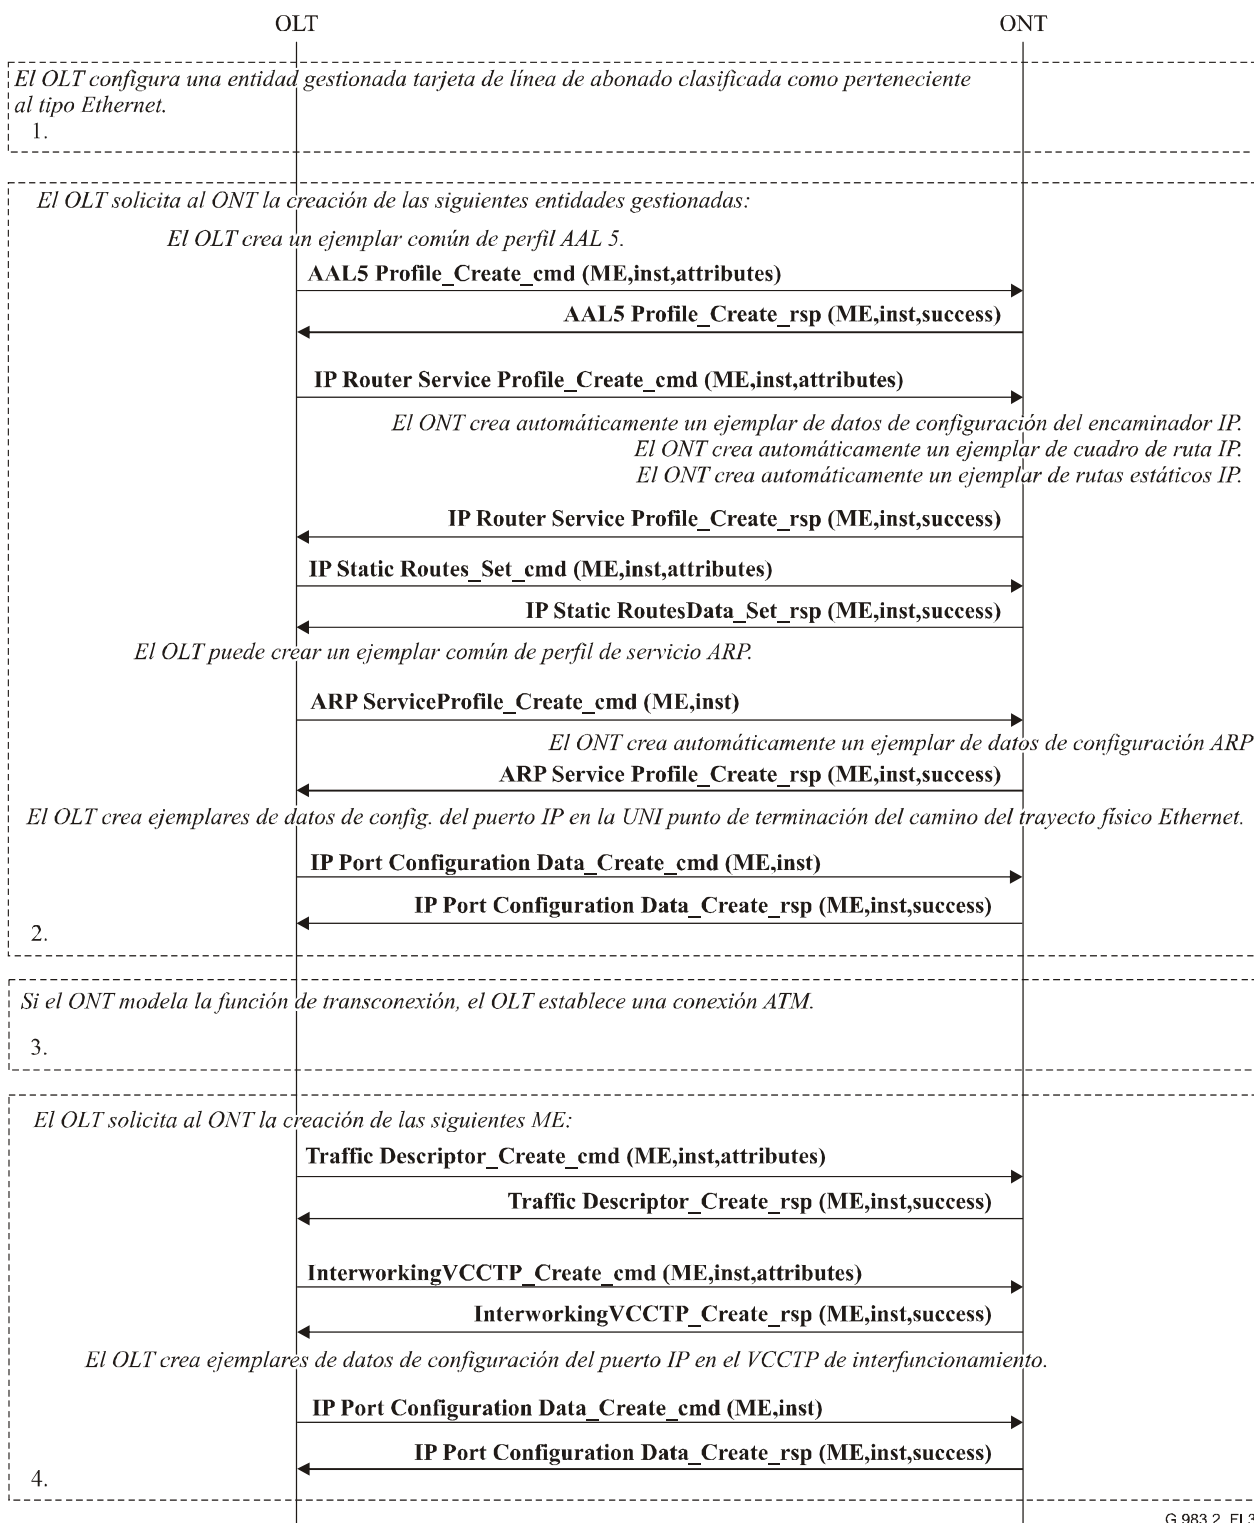 OLT
ONT
El OLT configura una entidad gestionada tarjeta de línea de abonado clasificada como perteneciente
al tipo Ethernet.
1.
El OLT solicita al ONT la creación de las siguientes entidades gestionadas:
El OLT crea un ejemplar común de perfil AAL 5.
AAL5 Profile_Create_cmd (ME,inst,attributes)
AAL5 Profile_Create_rsp (ME,inst,success)
IP Router Service Profile_Create_cmd (ME,inst,attributes)
El ONT crea automáticamente un ejemplar de datos de configuración del encaminador IP.
El ONT crea automáticamente un ejemplar de cuadro de ruta IP.
El ONT crea automáticamente un ejemplar de rutas estáticos IP.
IP Router Service Profile_Create_rsp (ME,inst,success)
IP Static Routes_Set_cmd (ME,inst,attributes)
IP Static RoutesData_Set_rsp (ME,inst,success)
El OLT puede crear un ejemplar común de perfil de servicio ARP.
ARP ServiceProfile_Create_cmd (ME,inst)
El ONT crea automáticamente un ejemplar de datos de configuración ARP
ARP Service Profile_Create_rsp (ME,inst,success)
El OLT crea ejemplares de datos de config. del puerto IP en la UNI punto de terminación del camino del trayecto físico Ethernet.
IP Port Configuration Data_Create_cmd (ME,inst)
IP Port Configuration Data_Create_rsp (ME,inst,success)
2.
Si el ONT modela la función de transconexión, el OLT establece una conexión ATM.
3.
El OLT solicita al ONT la creación de las siguientes ME:
Traffic Descriptor_Create_cmd (ME,inst,attributes)
Traffic Descriptor_Create_rsp (ME,inst,success)
InterworkingVCCTP_Create_cmd (ME,inst,attributes)
InterworkingVCCTP_Create_rsp (ME,inst,success)
El OLT crea ejemplares de datos de configuración del puerto IP en el VCCTP de interfuncionamiento.
IP Port Configuration Data_Create_cmd (ME,inst)
IP Port Configuration Data_Create_rsp (ME,inst,success)
4.
G.983.2_FI.3